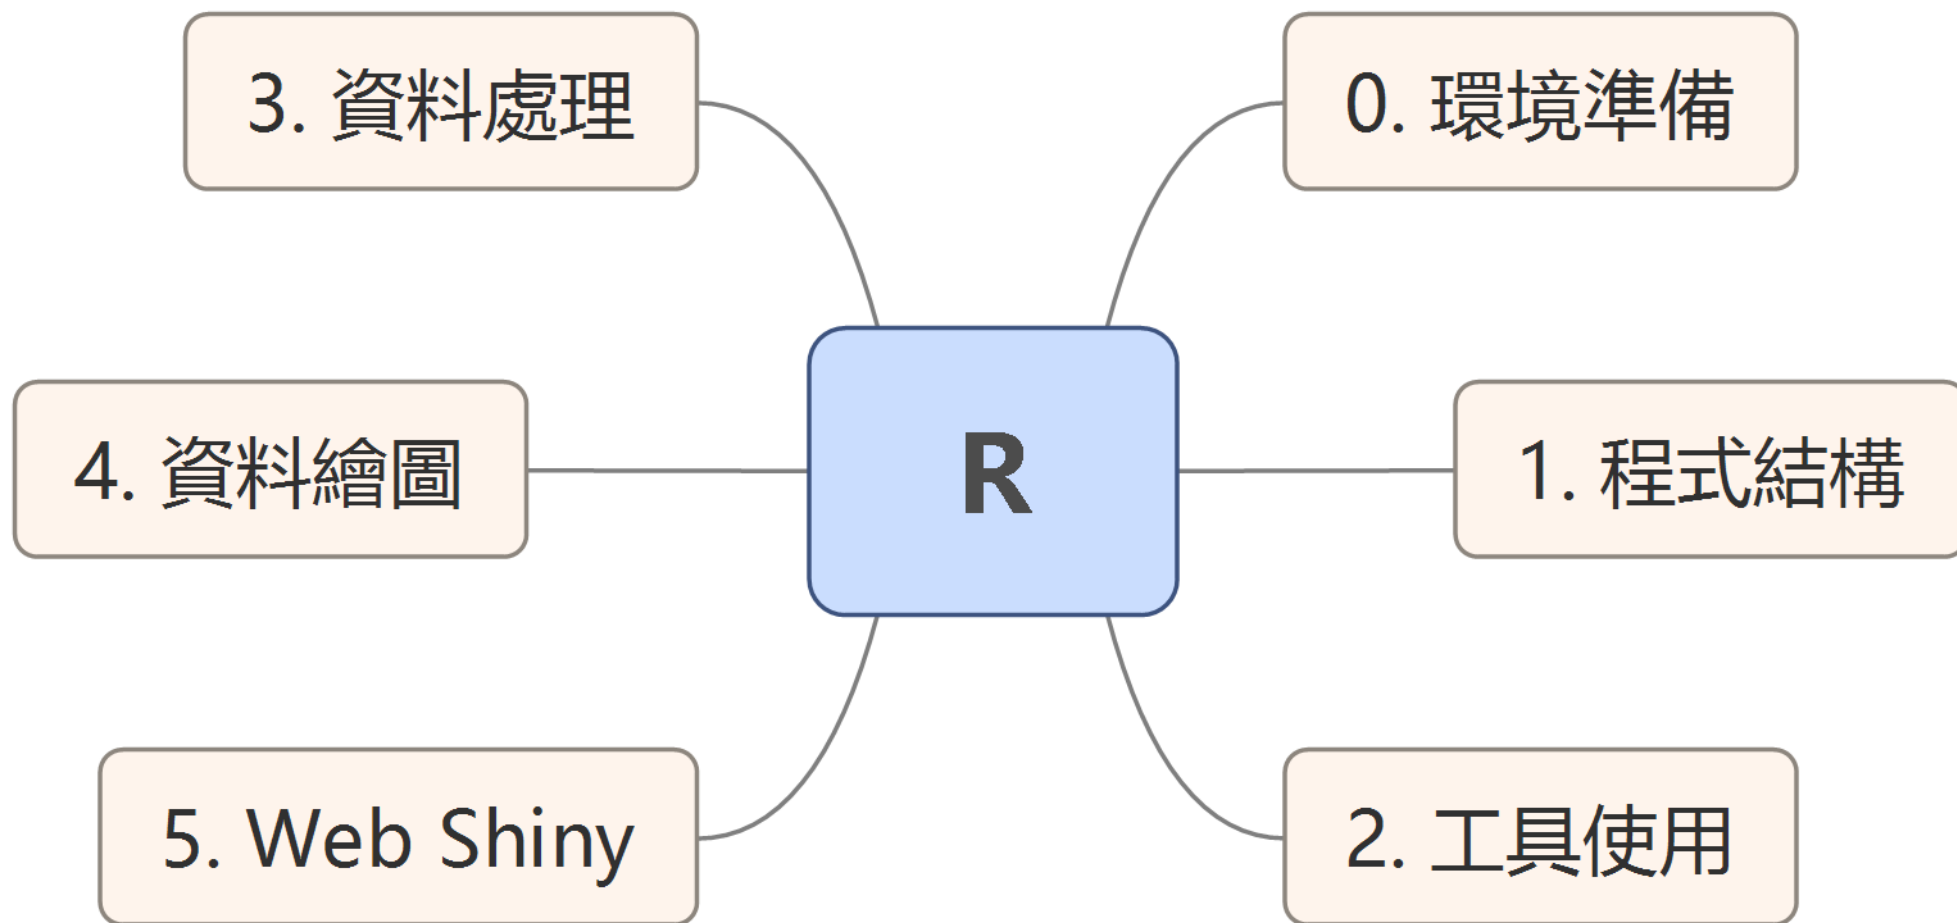 3. 資料處理
0. 環境準備
4. 資料繪圖
R
1. 程式結構
5. Web Shiny
2. 工具使用